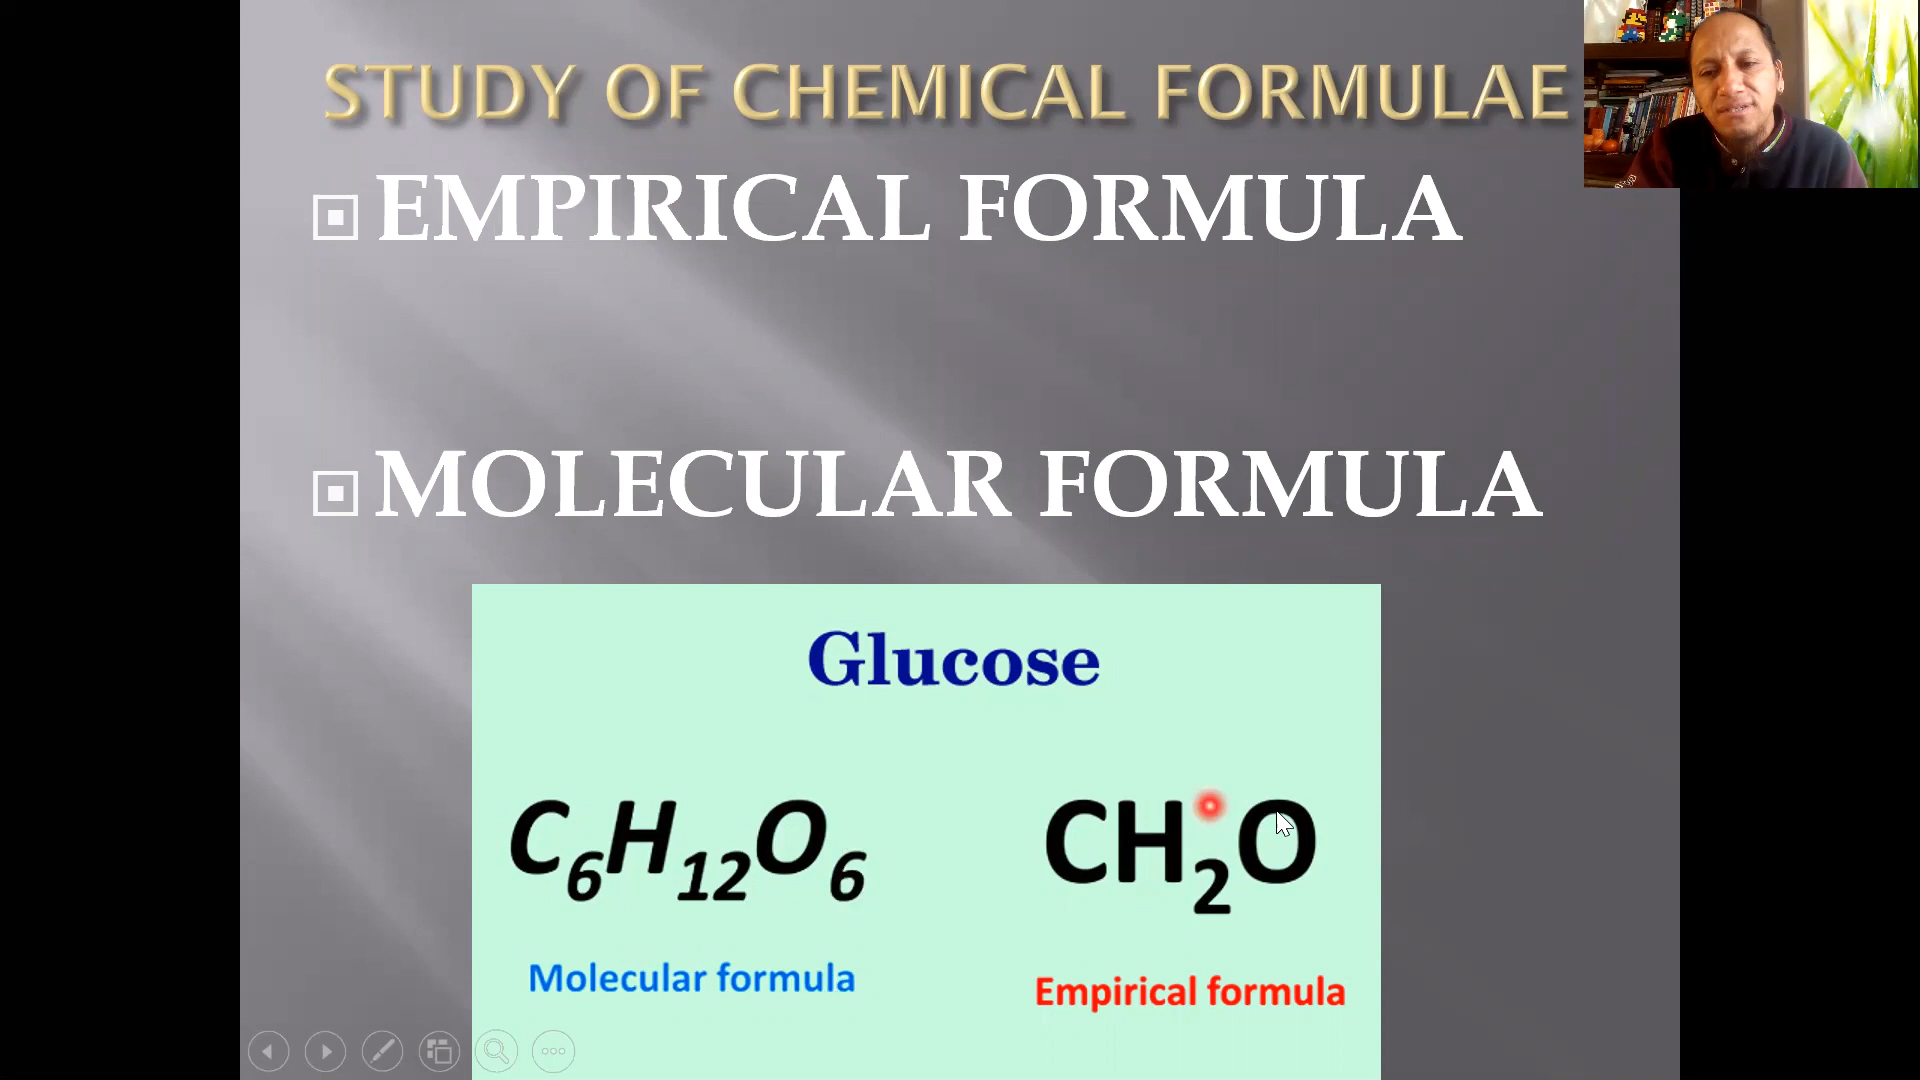 STUDY OF CHEMICAL FORMULAE
EMPIRICAL FORMULA
MOLECULAR FORMULA
Glucose
C₆H₁₂O₆
CH₂O
Molecular formula
Empirical formula